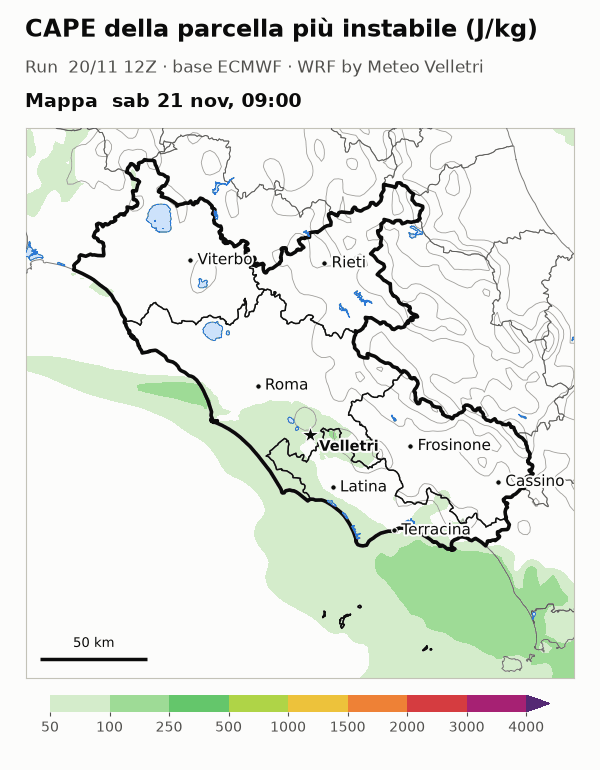 CAPE della parcella più instabile (J/kg)
Run 20/11 12Z · base ECMWF · WRF by Meteo Velletri
Mappa sab 21 nov, 09:00
Viterbo
Rieti
Roma
Velletri
Frosinone
Latina
Cassino
Terracina
50 km
50 100 250 500 1000 1500 2000 3000 4000